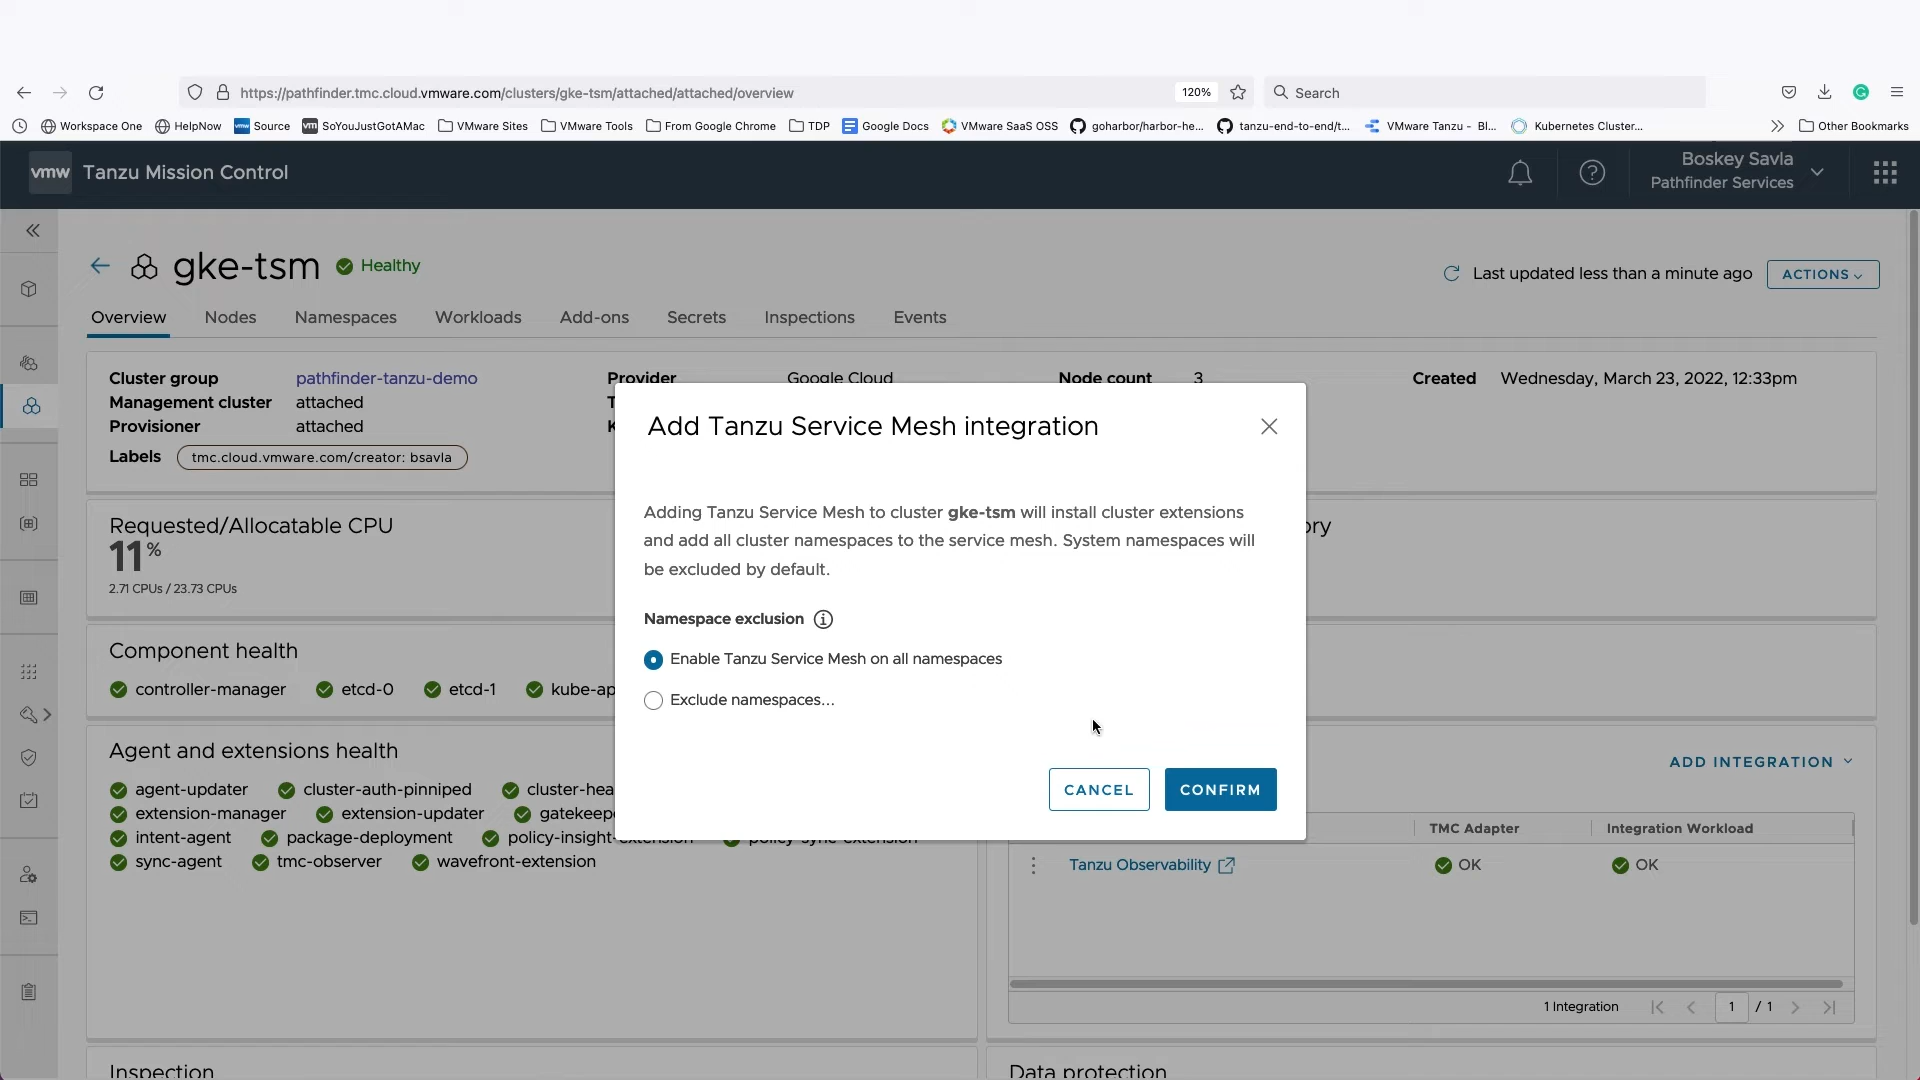 https://pathfinder.tmc.cloud.vmware.com/clusters/gke-tsm/attached/attached/overview
120%
Search
Workspace One
HelpNow
vmw Source
vm SoYouJustGotAMac
VMware Sites
VMware Tools
From Google Chrome
TDP
Google Docs
VMware SaaS OSS
goharbor/harbor-he...
tanzu-end-to-end/t...
VMware Tanzu - Bl...
Kubernetes Cluster...
Other Bookmarks
vmw Tanzu Mission Control
Boskey Savla
Pathfinder Services
gke-tsm
Healthy
Last updated less than a minute ago
ACTIONS
Overview
Nodes
Namespaces
Workloads
Add-ons
Secrets
Inspections
Events
Cluster group pathfinder-tanzu-demo
Management cluster attached
Provisioner attached
Labels tmc.cloud.vmware.com/creator: bsavla
Provider Google Cloud
Node count 3
Created Wednesday, March 23, 2022, 12:33pm
Add Tanzu Service Mesh integration
Adding Tanzu Service Mesh to cluster gke-tsm will install cluster extensions
and add all cluster namespaces to the service mesh. System namespaces will
be excluded by default.
Namespace exclusion
Enable Tanzu Service Mesh on all namespaces
Exclude namespaces...
CANCEL
CONFIRM
Requested/Allocatable CPU
11%
2.71 CPUs / 23.73 CPUs
Component health
controller-manager
etcd-0
etcd-1
kube-ap
Agent and extensions health
agent-updater
cluster-auth-pinniped
cluster-hea
extension-manager
extension-updater
gatekeep
intent-agent
package-deployment
policy-insight-extension
policy-sync-extension
sync-agent
tmc-observer
wavefront-extension
ADD INTEGRATION
TMC Adapter
Integration Workload
Tanzu Observability
OK
OK
1 Integration
1 / 1
Inspection
Data protection